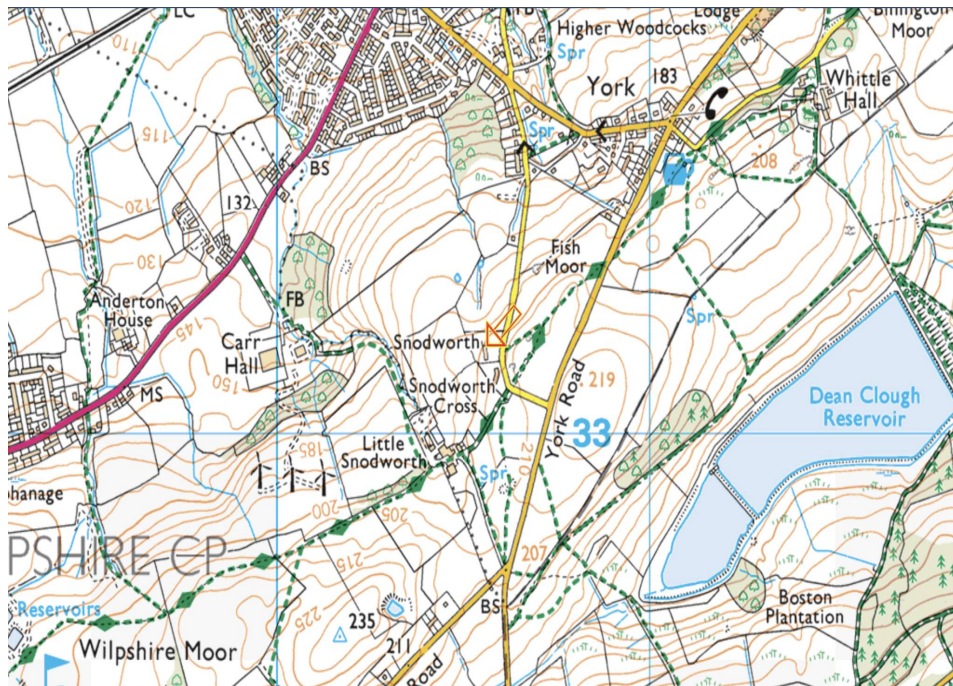 LC
110
FB
Higher Woodcocks
Lodge
Billington
Moor
Spr
York
183
Whittle
Hall
115
Spr
BS
208
120
132
130
Fish
Moor
Anderton
House
FB
145
Spr
Snodworth
Carr
Hall
150
219
Snodworth
Cross
MS
York Road
Dean Clough
Reservoir
33
Little
Snodworth
185
Spr
210
hanage
200
205
PSHIRE CP
215
207
Reservoirs
BS
225
235
Boston
Plantation
211
Wilpshire Moor
Road